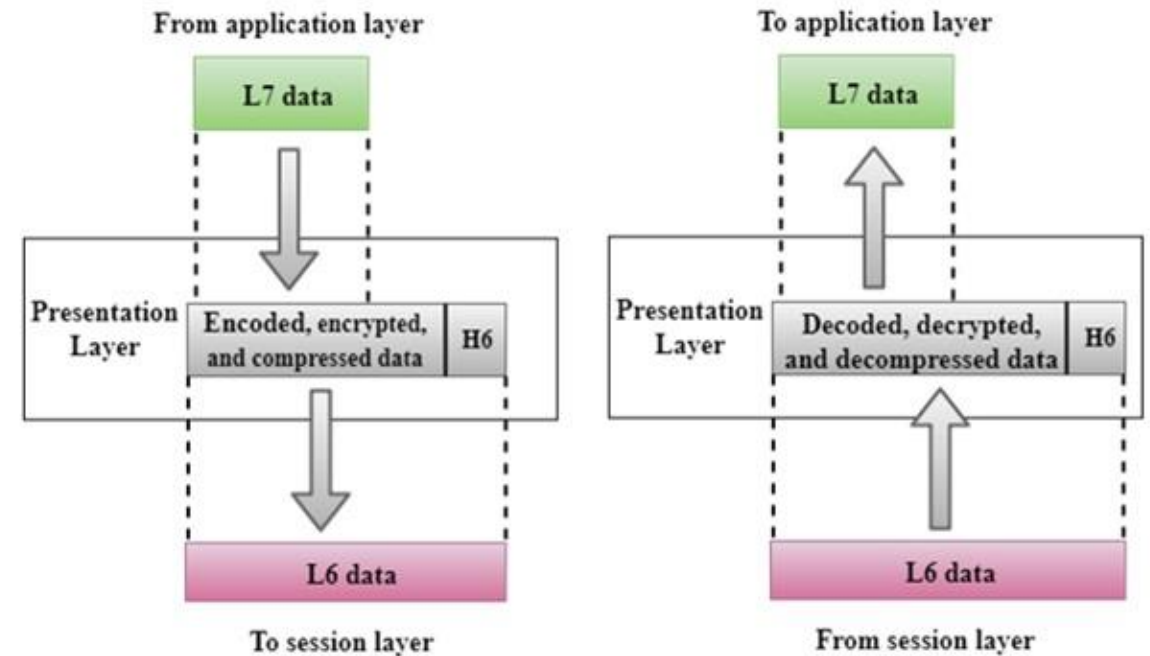 From application layer
L7 data
Presentation
Layer
Encoded, encrypted,
and compressed data
H6
L6 data
To session layer
To application layer
L7 data
Presentation
Layer
Decoded, decrypted,
and decompressed data
H6
L6 data
From session layer